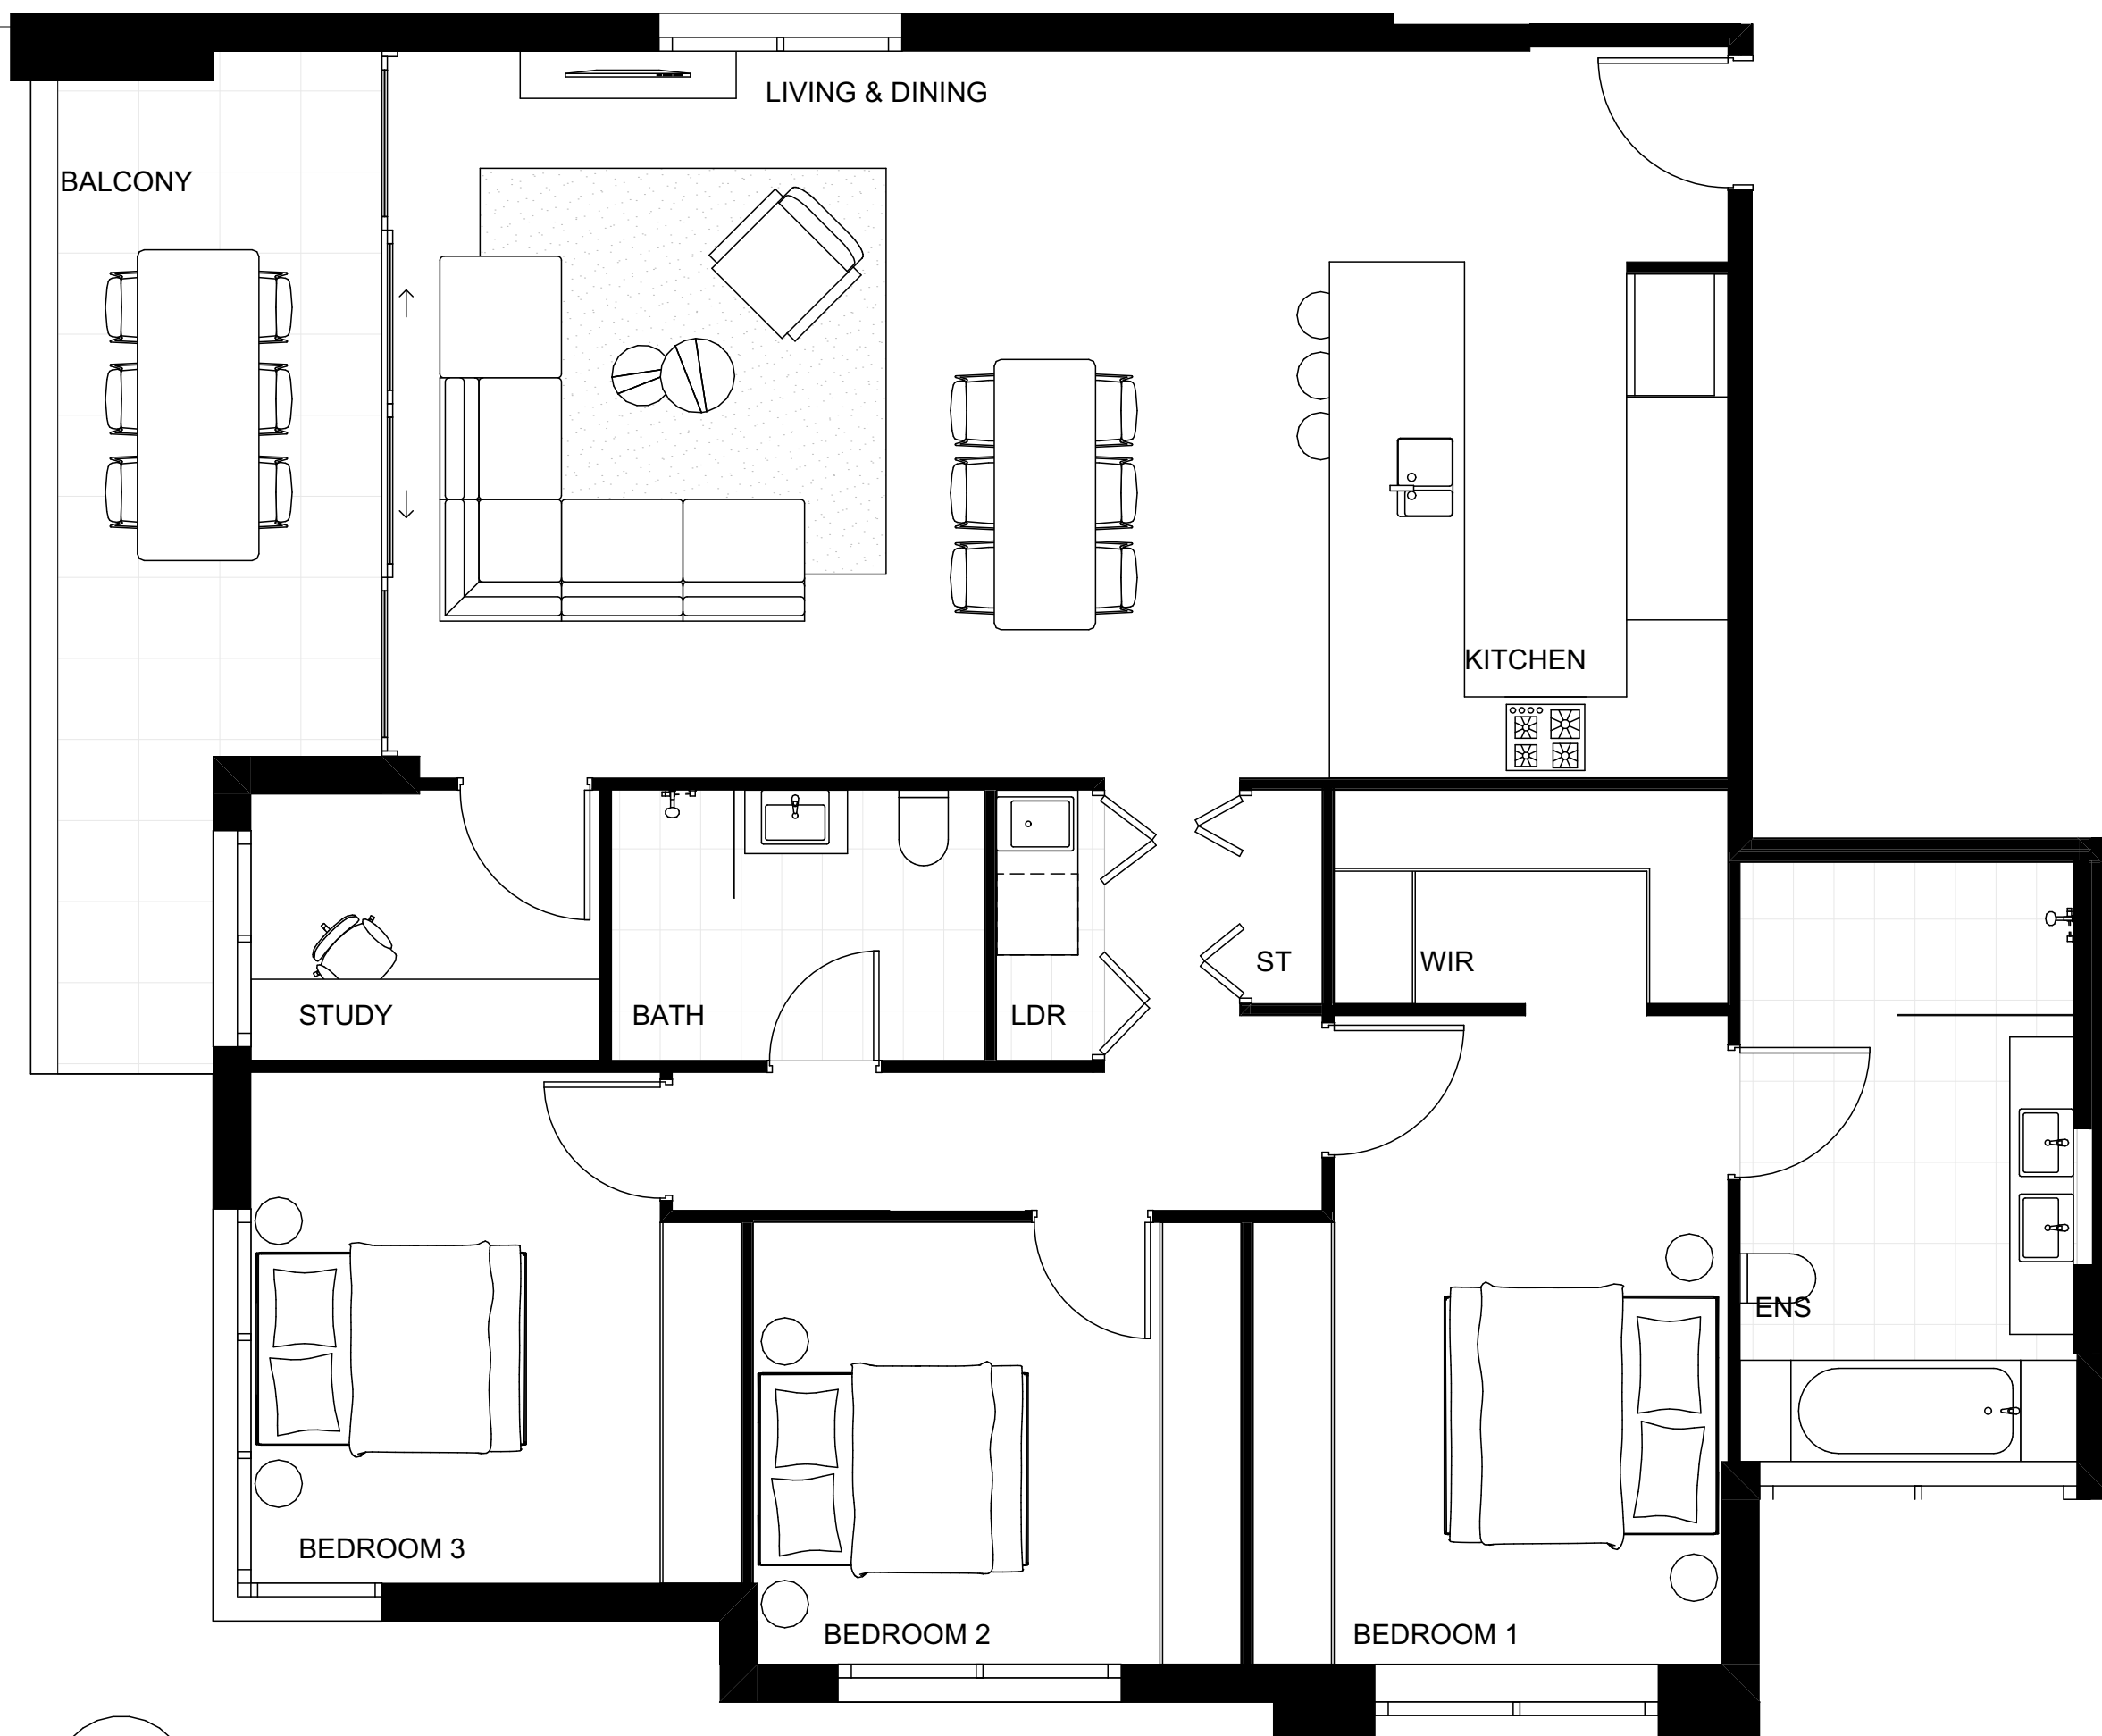 LIVING & DINING
BALCONY
KITCHEN
ST
WIR
STUDY
BATH
LDR
ENS
BEDROOM 3
BEDROOM 2
BEDROOM 1